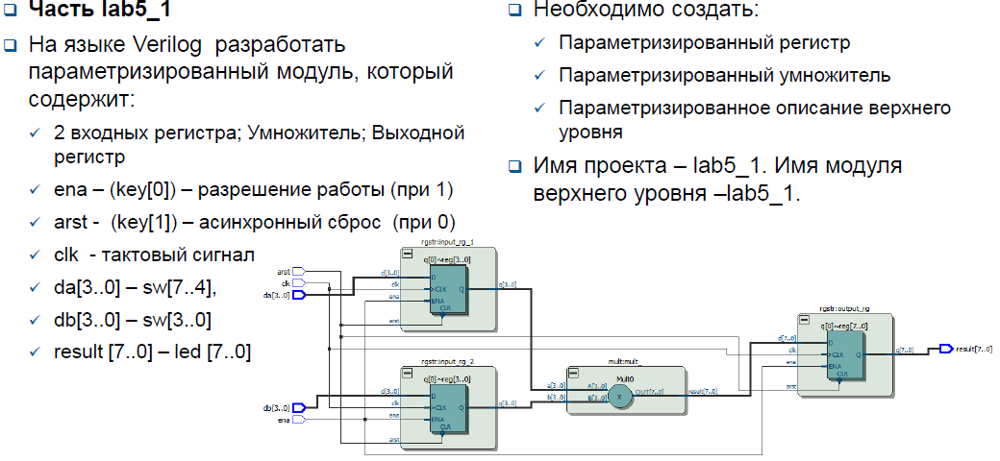 Часть lab5_1
На языке Verilog разработать
параметризированный модуль, который
содержит:
2 входных регистра; Умножитель; Выходной
регистр
ena – (key[0]) – разрешение работы (при 1)
arst - (key[1]) – асинхронный сброс (при 0)
clk - тактовый сигнал
da[3..0) – sw[7..4],
db[3..0) – sw[3..0]
result [7..0) – led [7..0]
Необходимо создать:
Параметризированный регистр
Параметризированный умножитель
Параметризированное описание верхнего
уровня
Имя проекта – lab5_1. Имя модуля
верхнего уровня –lab5_1.
rgstr:input_rg_1
q[0]~reg[3..0]
arst
clk
da[3..0]
d[3..0]
clk
ena
arst
D
CLK
ENA
CLR
Q
q[3..0]
rgstr:input_rg_2
q[0]~reg[3..0]
db[3..0]
ena
d[3..0]
clk
ena
arst
D
CLK
ENA
CLR
Q
q[3..0]
mult:mult_
Mult0
a[3..0]
b[3..0]
A[3..0]
B[3..0]
X
OUT[7..0]
result[7..0]
rgstr:output_rg
q[0]~reg[7..0]
d[7..0]
clk
ena
arst
D
CLK
ENA
CLR
Q
q[7..0]
result[7..0]